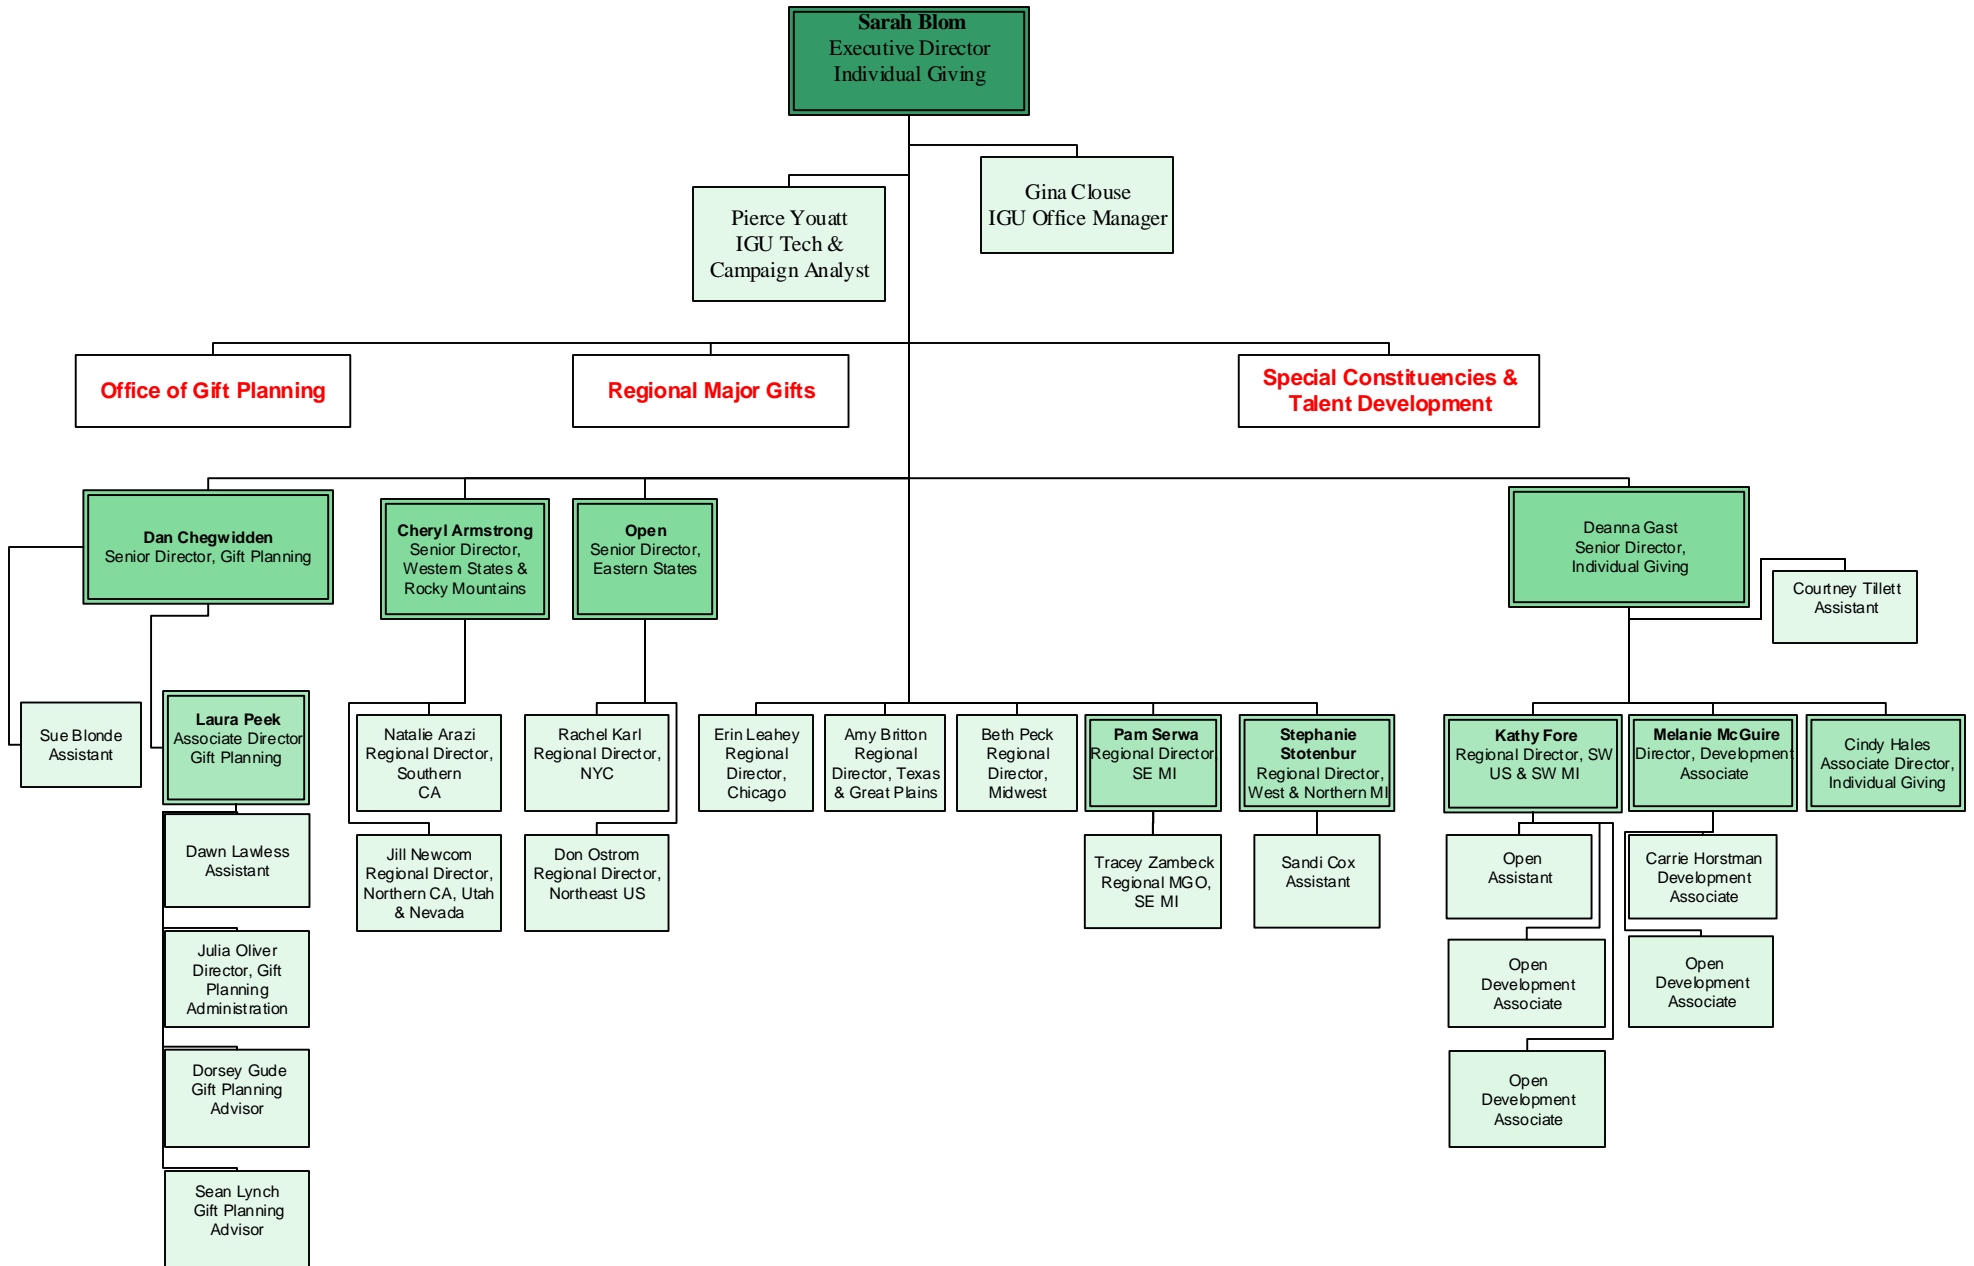 Sarah Blom
Executive Director
Individual Giving
Gina Clouse
IGU Office Manager
Pierce Youatt
IGU Tech &
Campaign Analyst
Office of Gift Planning
Regional Major Gifts
Special Constituencies &
Talent Development
Dan Chegwidden
Senior Director, Gift Planning
Cheryl Armstrong
Senior Director,
Western States &
Rocky Mountains
Open
Senior Director,
Eastern States
Deanna Gast
Senior Director,
Individual Giving
Courtney Tillett
Assistant
Sue Blonde
Assistant
Laura Peek
Associate Director
Gift Planning
Natalie Arazi
Regional Director,
Southern
CA
Rachel Karl
Regional Director,
NYC
Erin Leahey
Regional
Director,
Chicago
Amy Britton
Regional
Director, Texas
& Great Plains
Beth Peck
Regional
Director,
Midwest
Pam Serwa
Regional Director
SE MI
Stephanie
Stotenbur
Regional Director,
West & Northern MI
Kathy Fore
Regional Director, SW
US & SW MI
Melanie McGuire
Director, Development
Associate
Cindy Hales
Associate Director,
Individual Giving
Dawn Lawless
Assistant
Jill Newcom
Regional Director,
Northern CA, Utah
& Nevada
Don Ostrom
Regional Director,
Northeast US
Tracey Zambeck
Regional MGO,
SE MI
Sandi Cox
Assistant
Open
Assistant
Carrie Horstman
Development
Associate
Julia Oliver
Director, Gift
Planning
Administration
Open
Development
Associate
Open
Development
Associate
Dorsey Gude
Gift Planning
Advisor
Open
Development
Associate
Sean Lynch
Gift Planning
Advisor